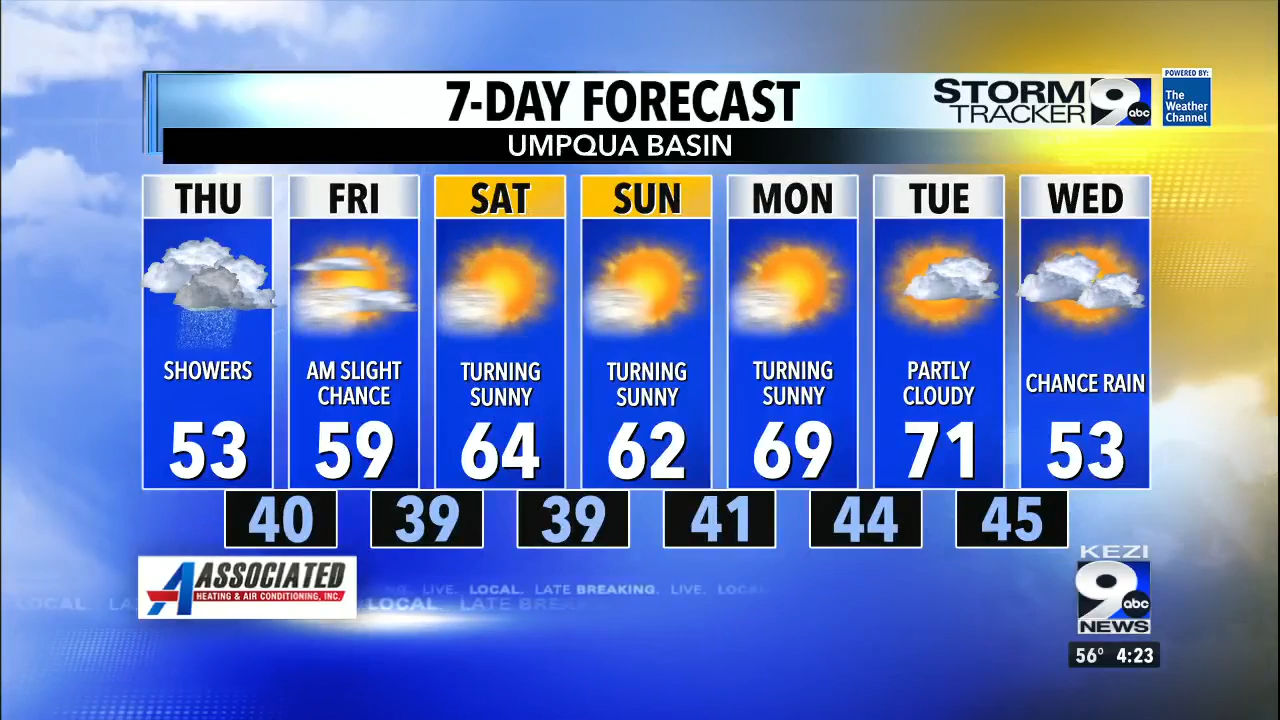 7-DAY FORECAST
UMPQUA BASIN
STORM
TRACKER
9
abc
POWERED BY:
The
Weather
Channel
THU
FRI
SAT
SUN
MON
TUE
WED
SHOWERS
AM SLIGHT
CHANCE
TURNING
SUNNY
TURNING
SUNNY
TURNING
SUNNY
PARTLY
CLOUDY
CHANCE RAIN
53
59
64
62
69
71
53
40
39
39
41
44
45
A ASSOCIATED
HEATING & AIR CONDITIONING, INC.
LIVE. LOCAL. LATE BREAKING. LIVE. LOCAL
LOCAL. LATE BREA
KEZI
9
abc
NEWS
56° 4:23